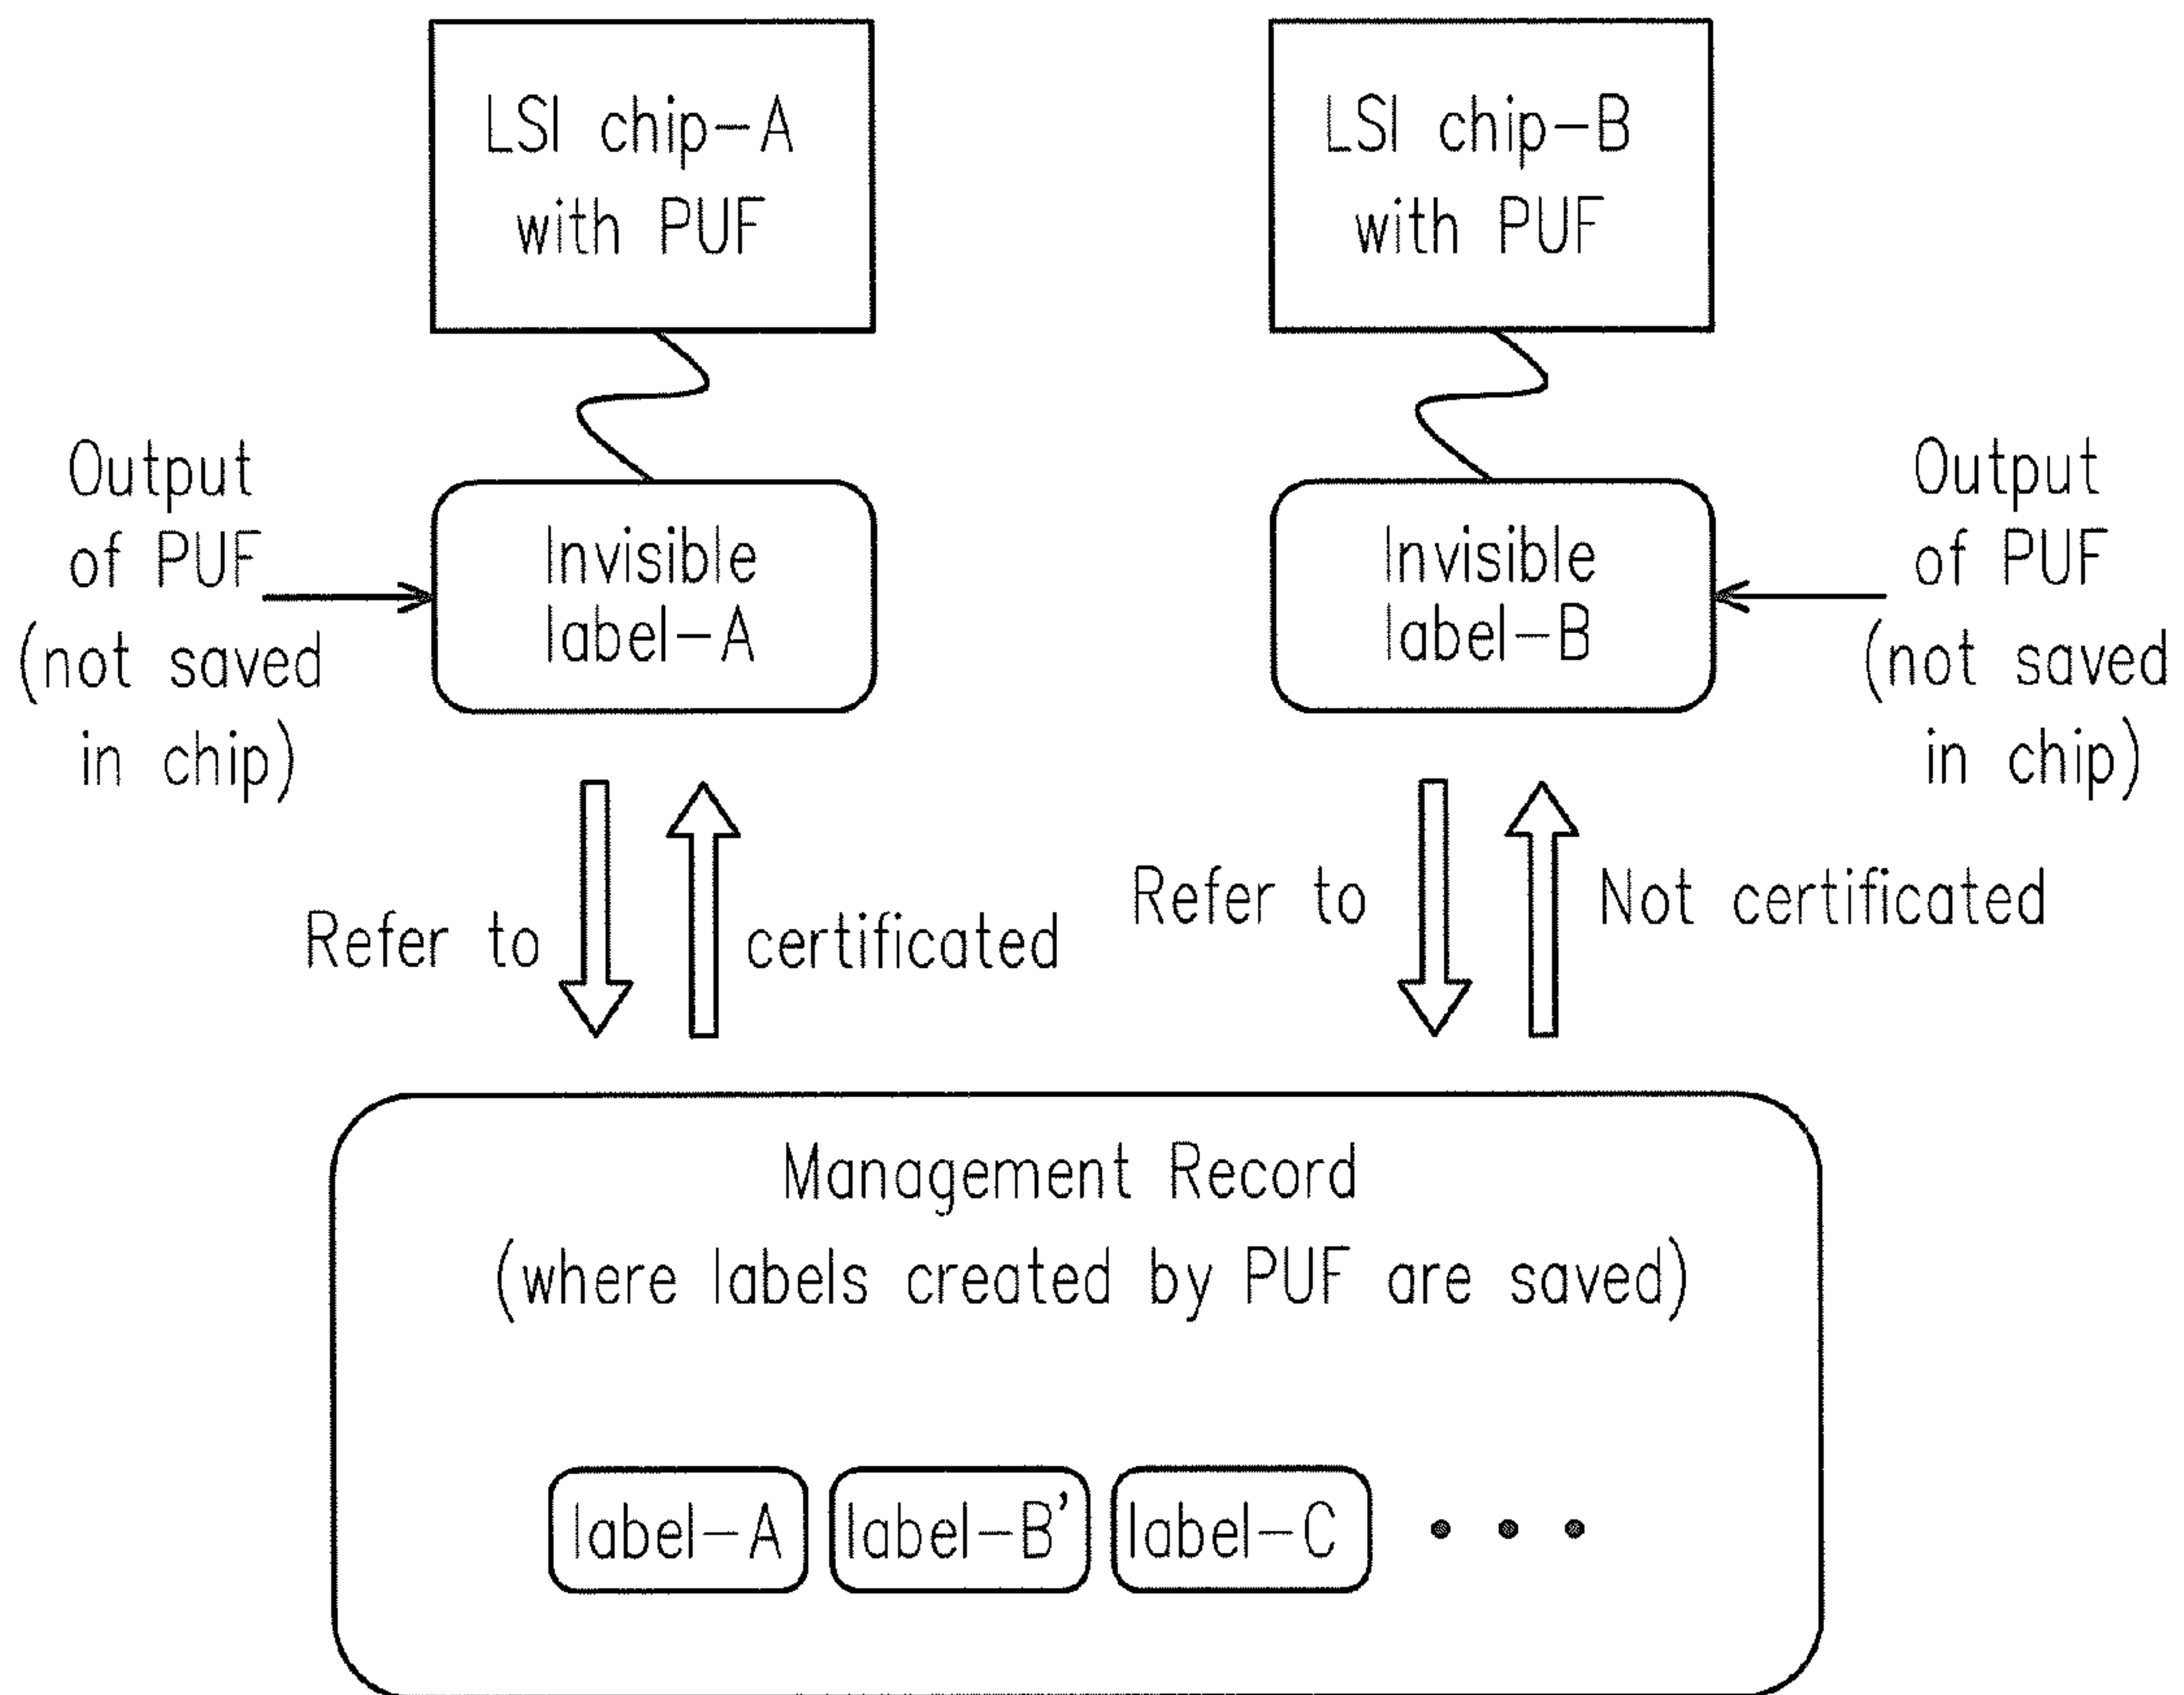 LSI chip-A
with PUF
LSI chip-B
with PUF
Output
of PUF
(not saved
in chip)
Invisible
label-A
Invisible
label-B
Output
of PUF
(not saved
in chip)
Refer to
certificated
Refer to
Not certificated
Management Record
(where labels created by PUF are saved)
label-A
label-B'
label-C
• • •